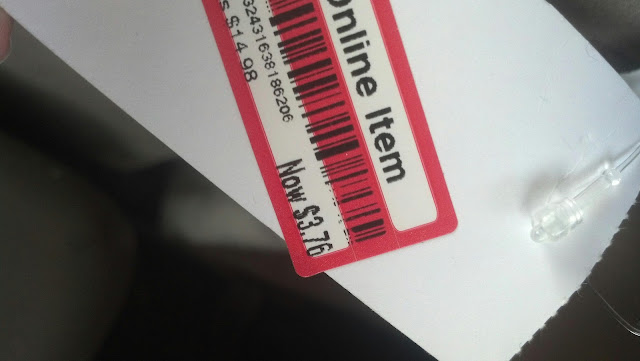 Online Item
32431638186206
s $14.98
Now $3.76